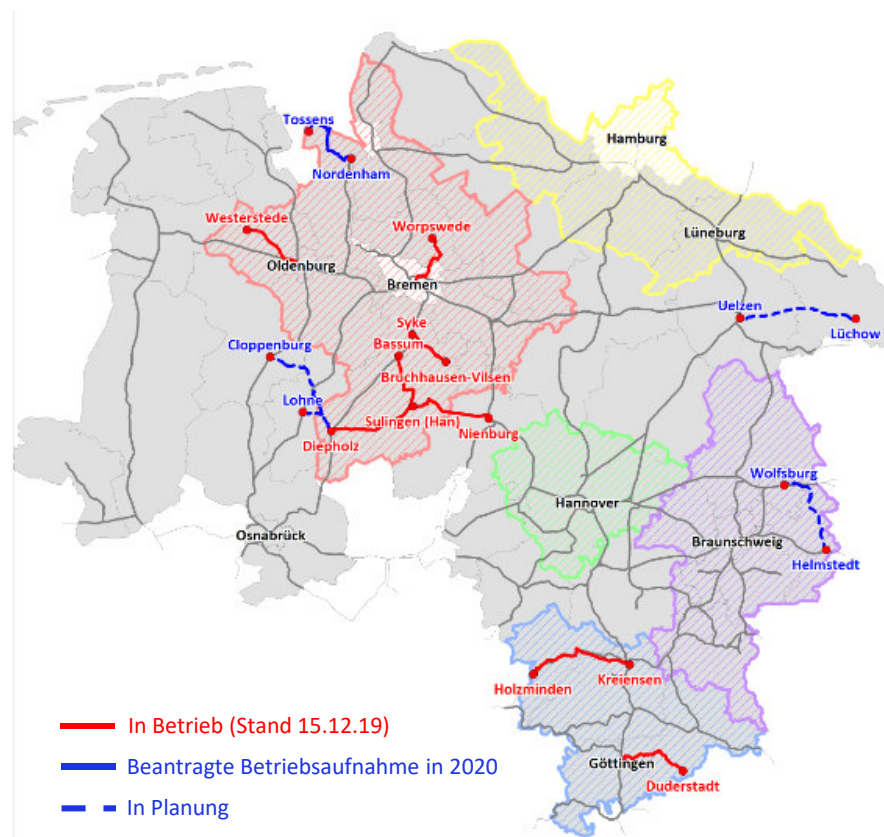 Hamburg
Tossens
Nordenham
Westerstede
Worpswede
Lüneburg
Oldenburg
Bremen
Uelzen
Lüchow
Syke
Cloppenburg
Bassum
Bruchhausen-Vilsen
Lohne
Sulingen (Han)
Nienburg
Diepholz
Wolfsburg
Hannover
Osnabrück
Braunschweig
Helmstedt
Holzminden
Kreiensen
In Betrieb (Stand 15.12.19)
Beantragte Betriebsaufnahme in 2020
Göttingen
Duderstadt
In Planung